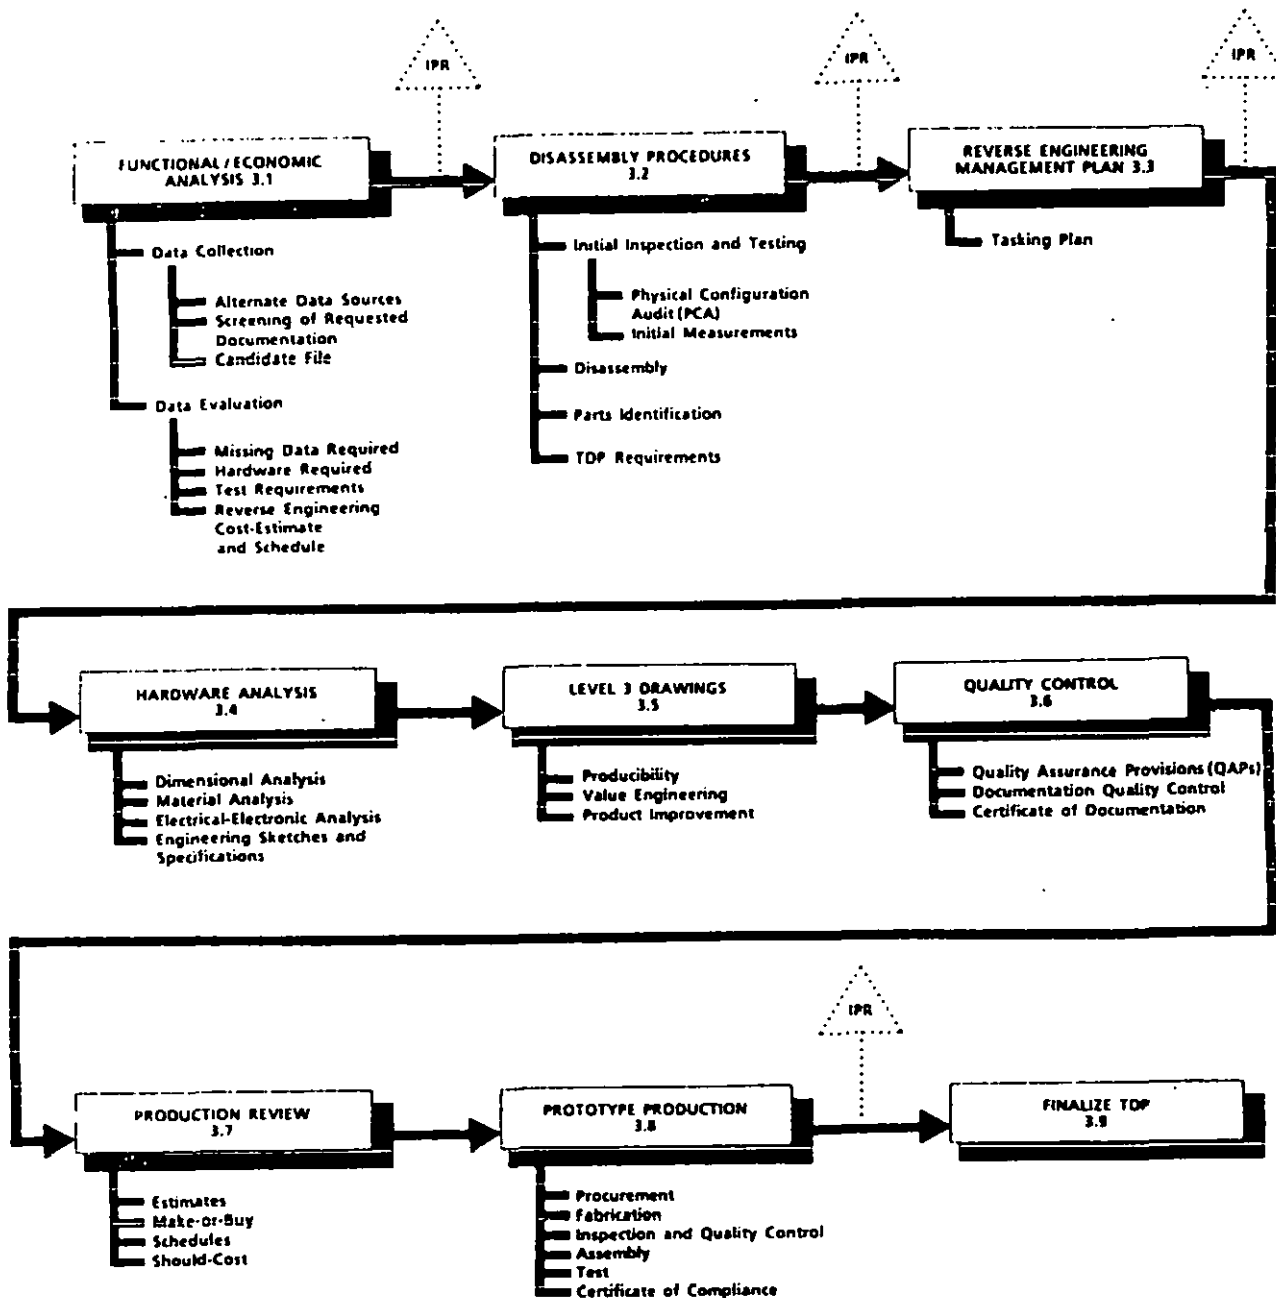 IPR
IPR
IPR
FUNCTIONAL/ECONOMIC
ANALYSIS 3.1
DISASSEMBLY PROCEDURES
3.2
REVERSE ENGINEERING
MANAGEMENT PLAN 3.3
Data Collection
Alternate Data Sources
Screening of Requested
Documentation
Candidate File
Data Evaluation
Missing Data Required
Hardware Required
Test Requirements
Reverse Engineering
Cost-Estimate
and Schedule
Initial Inspection and Testing
Physical Configuration
Audit (PCA)
Initial Measurements
Disassembly
Parts Identification
TDP Requirements
Tasking Plan
HARDWARE ANALYSIS
3.4
LEVEL 3 DRAWINGS
3.5
QUALITY CONTROL
3.6
Dimensional Analysis
Material Analysis
Electrical-Electronic Analysis
Engineering Sketches and
Specifications
Producibility
Value Engineering
Product Improvement
Quality Assurance Provisions (QAPs)
Documentation Quality Control
Certificate of Documentation
IPR
PRODUCTION REVIEW
3.7
PROTOTYPE PRODUCTION
3.8
FINALIZE TDP
3.9
Estimates
Make-or-Buy
Schedules
Should-Cost
Procurement
Fabrication
Inspection and Quality Control
Assembly
Test
Certificate of Compliance